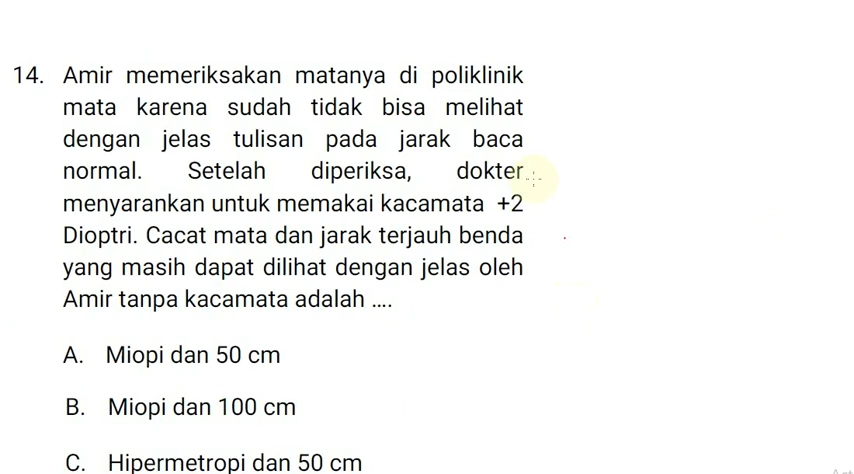 14. Amir memeriksakan matanya di poliklinik
mata karena sudah tidak bisa melihat
dengan jelas tulisan pada jarak baca
normal. Setelah diperiksa, dokter
menyarankan untuk memakai kacamata +2
Dioptri. Cacat mata dan jarak terjauh benda
yang masih dapat dilihat dengan jelas oleh
Amir tanpa kacamata adalah ....
A. Miopi dan 50 cm
B. Miopi dan 100 cm
C. Hipermetropi dan 50 cm